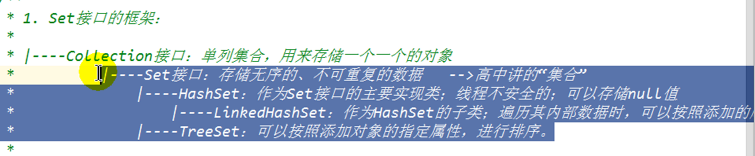 * 1. Set接口的框架：
*
* |----Collection接口：单列集合，用来存储一个一个的对象
* |----Set接口：存储无序的、不可重复的数据 -->高中讲的“集合”
* |----HashSet：作为Set接口的主要实现类；线程不安全的；可以存储null值
* |----LinkedHashSet：作为HashSet的子类；遍历其内部数据时，可以按照添加的
* |----TreeSet：可以按照添加对象的指定属性，进行排序。
*